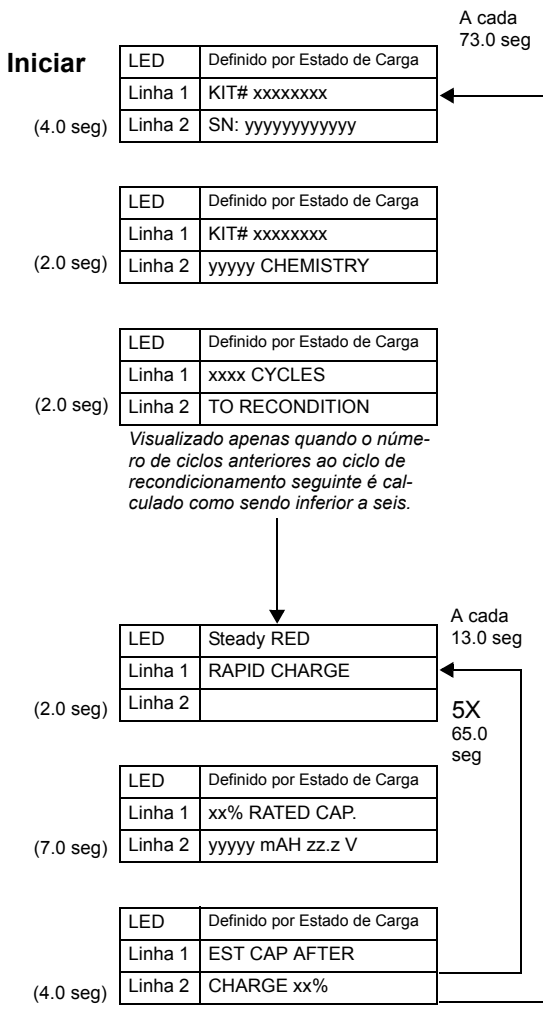 A cada
73.0 seg
Iniciar
LED Definido por Estado de Carga
Linha 1 KIT# xxxxxxxx
(4.0 seg) Linha 2 SN: yyyyyyyyyyyy
LED Definido por Estado de Carga
Linha 1 KIT# xxxxxxxx
(2.0 seg) Linha 2 yyyyy CHEMISTRY
LED Definido por Estado de Carga
Linha 1 xxxx CYCLES
(2.0 seg) Linha 2 TO RECONDITION
Visualizado apenas quando o núme-
ro de ciclos anteriores ao ciclo de
recondicionamento seguinte é cal-
culado como sendo inferior a seis.
A cada
13.0 seg
LED Steady RED
Linha 1 RAPID CHARGE
(2.0 seg) Linha 2
5X
65.0
seg
LED Definido por Estado de Carga
Linha 1 xx% RATED CAP.
(7.0 seg) Linha 2 yyyyy mAH zz.z V
LED Definido por Estado de Carga
Linha 1 EST CAP AFTER
(4.0 seg) Linha 2 CHARGE xx%